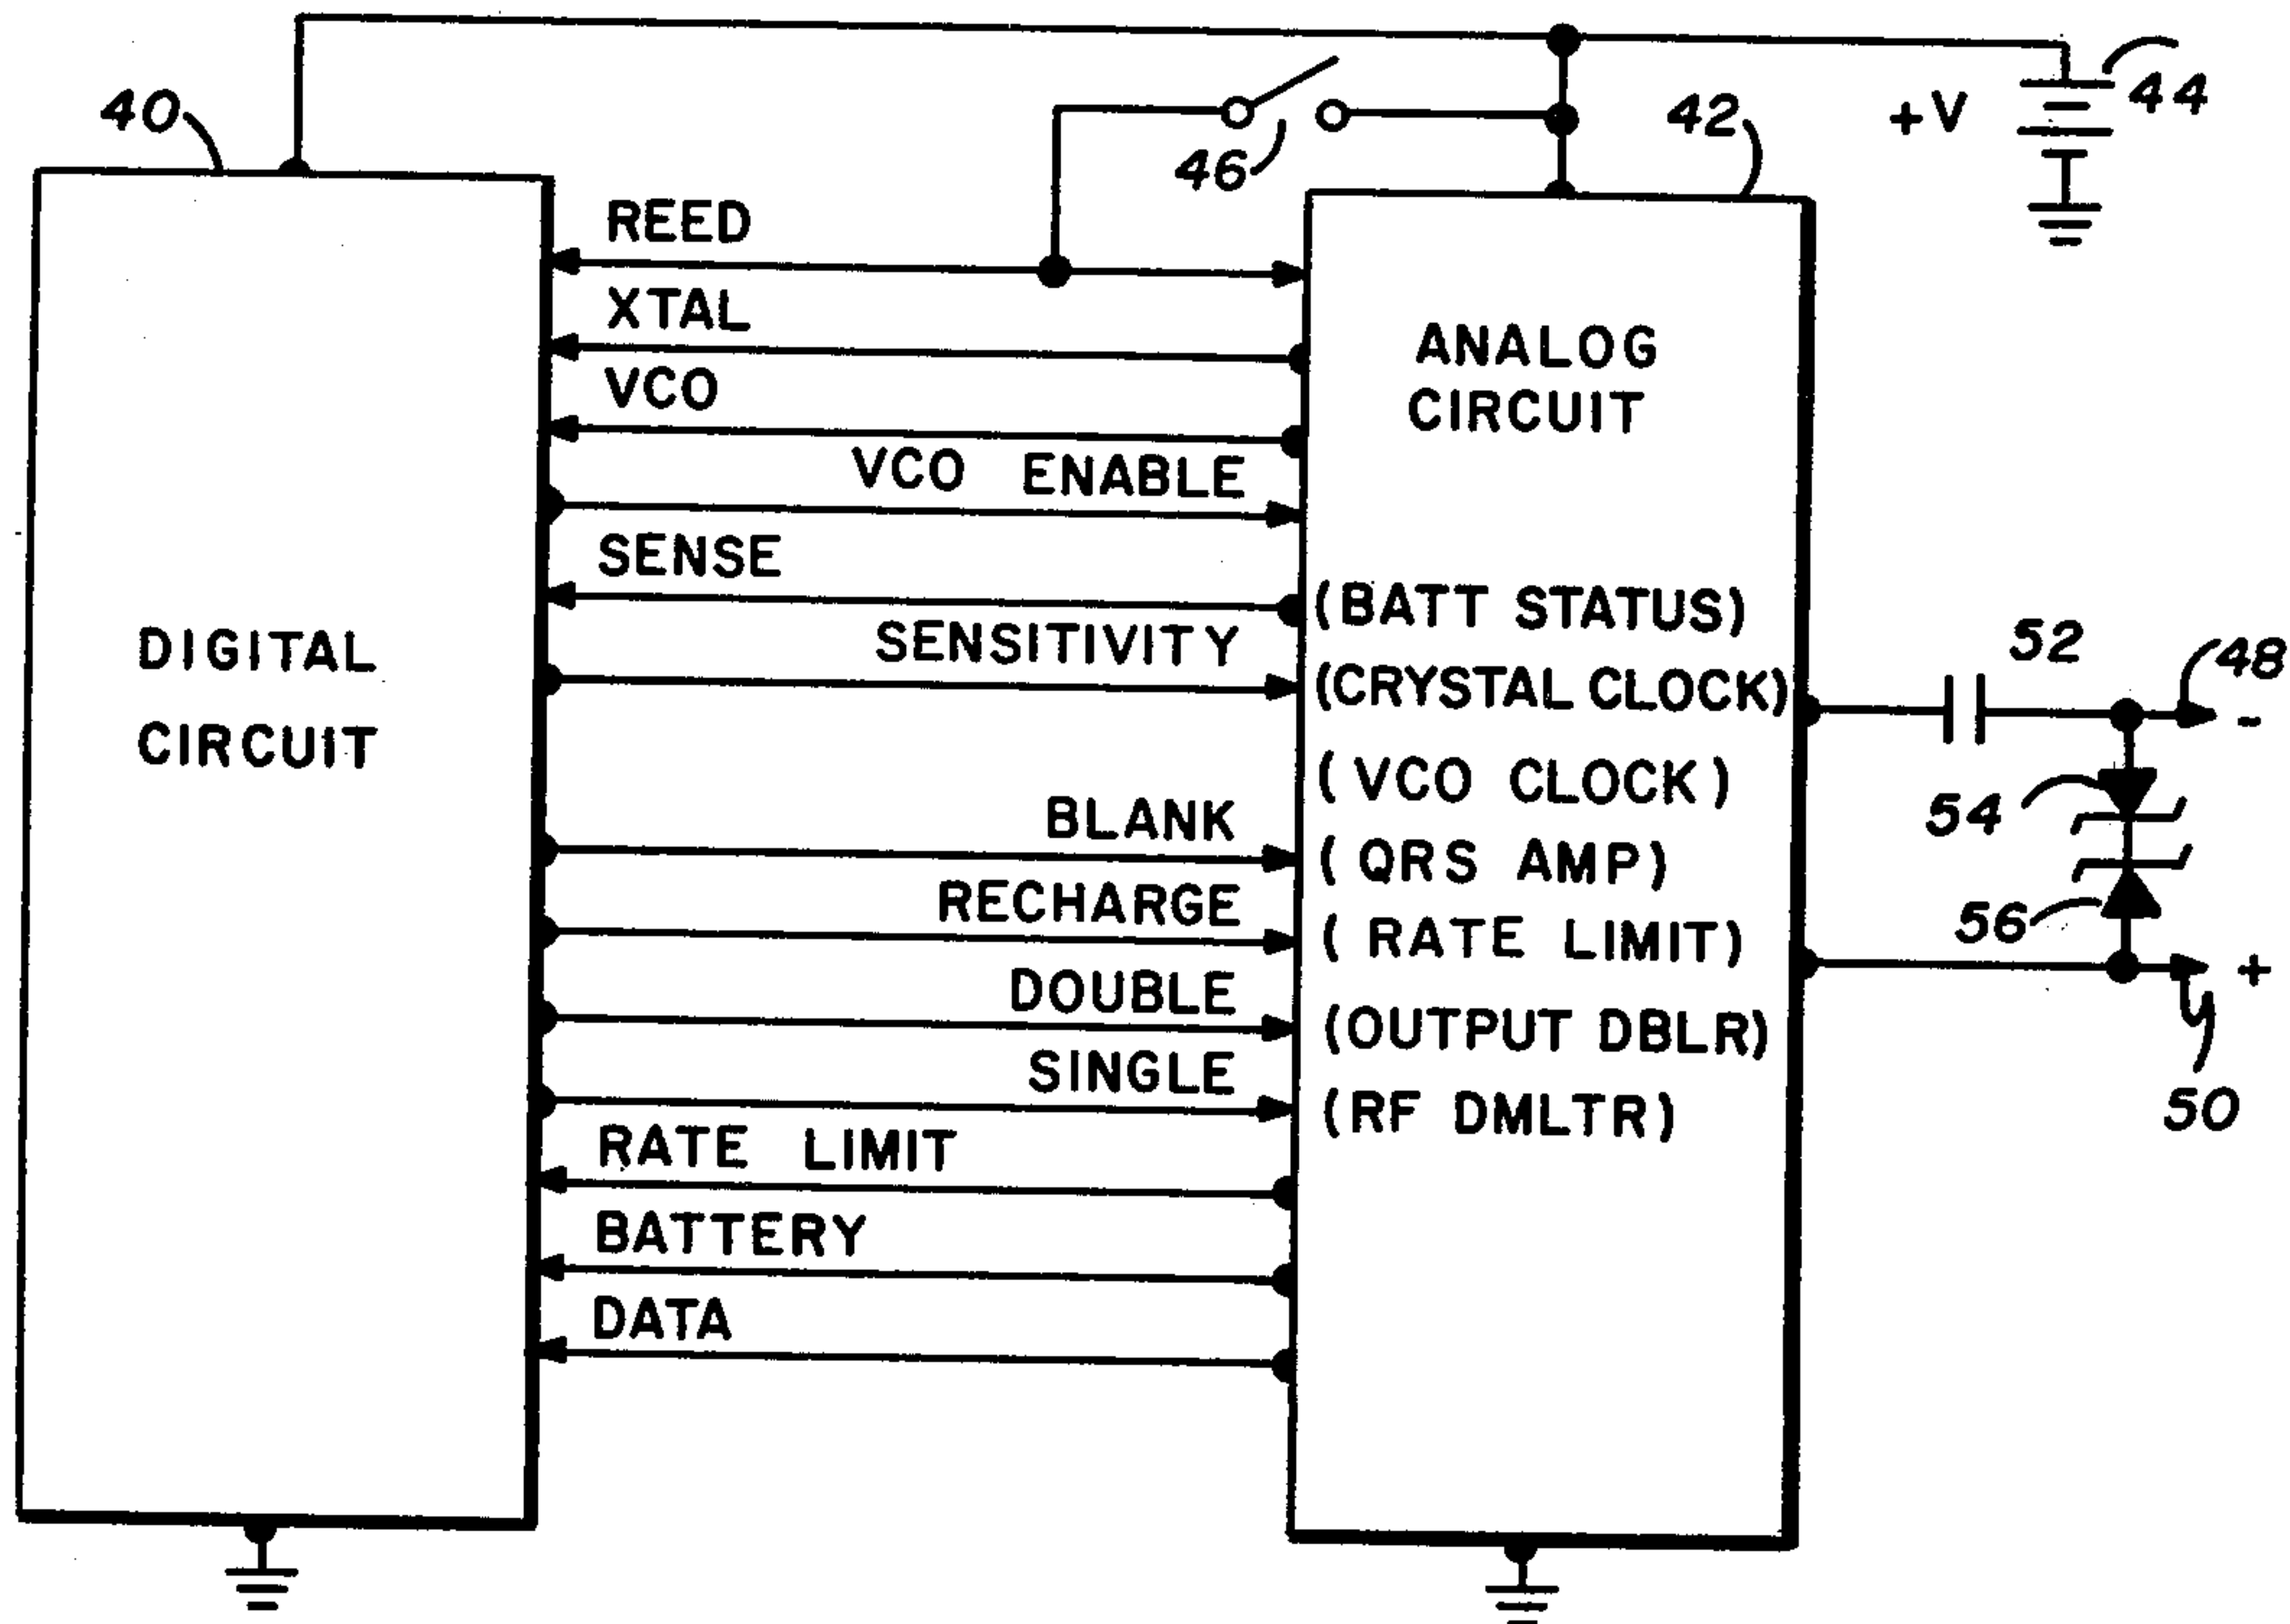 40
46
42
+V
44
REED
XTAL
VCO
VCO ENABLE
SENSE
SENSITIVITY
BLANK
RECHARGE
DOUBLE
SINGLE
RATE LIMIT
BATTERY
DATA
DIGITAL
CIRCUIT
ANALOG
CIRCUIT
(BATT STATUS)
(CRYSTAL CLOCK)
(VCO CLOCK)
(QRS AMP)
(RATE LIMIT)
(OUTPUT DBLR)
(RF DMLTR)
52
48
-
54
56
+
50